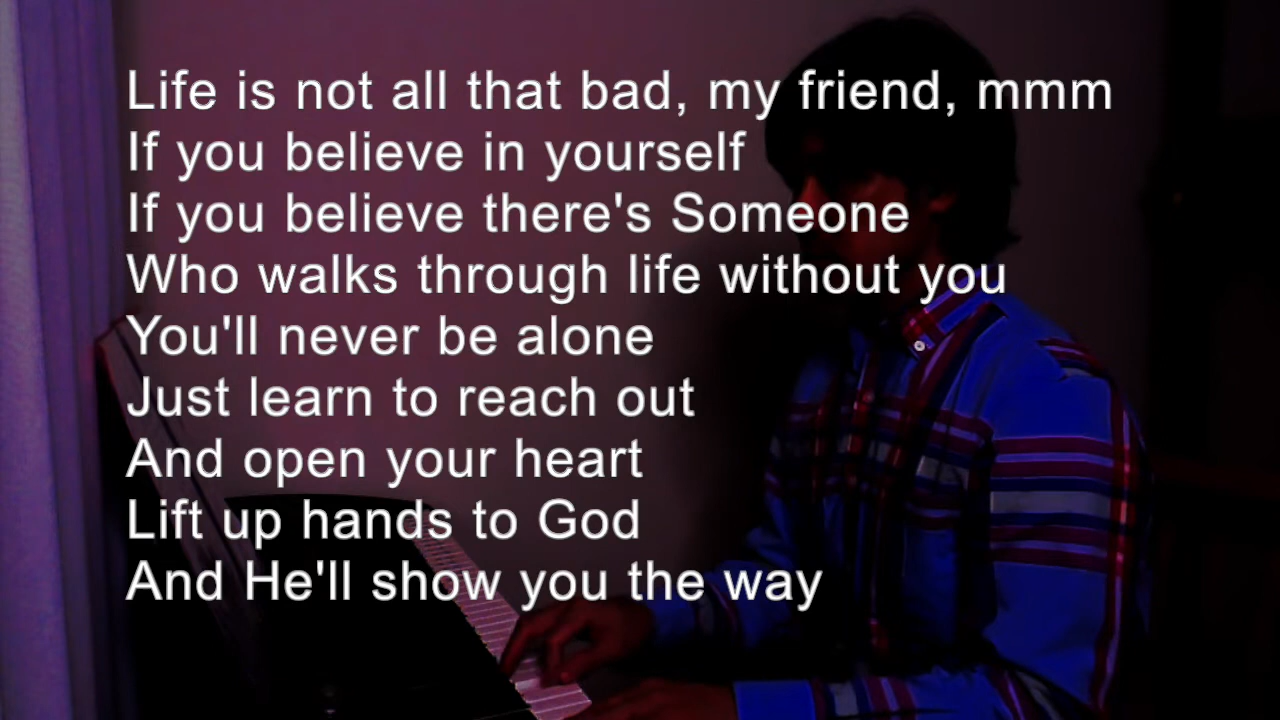 Life is not all that bad, my friend, mmm
If you believe in yourself
If you believe there's Someone
Who walks through life without you
You'll never be alone
Just learn to reach out
And open your heart
Lift up hands to God
And He'll show you the way